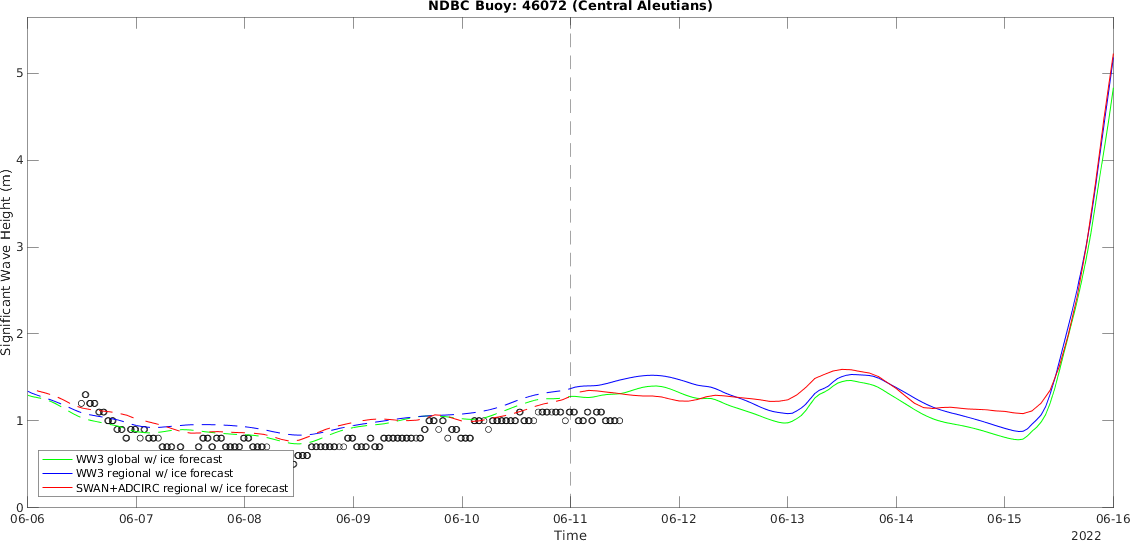 NDBC Buoy: 46072 (Central Aleutians)
Significant Wave Height (m)
5
4
3
2
1
0
WW3 global w/ ice forecast
WW3 regional w/ ice forecast
SWAN+ADCIRC regional w/ ice forecast
06-06 06-07 06-08 06-09 06-10 06-11 06-12 06-13 06-14 06-15 06-16
Time
2022